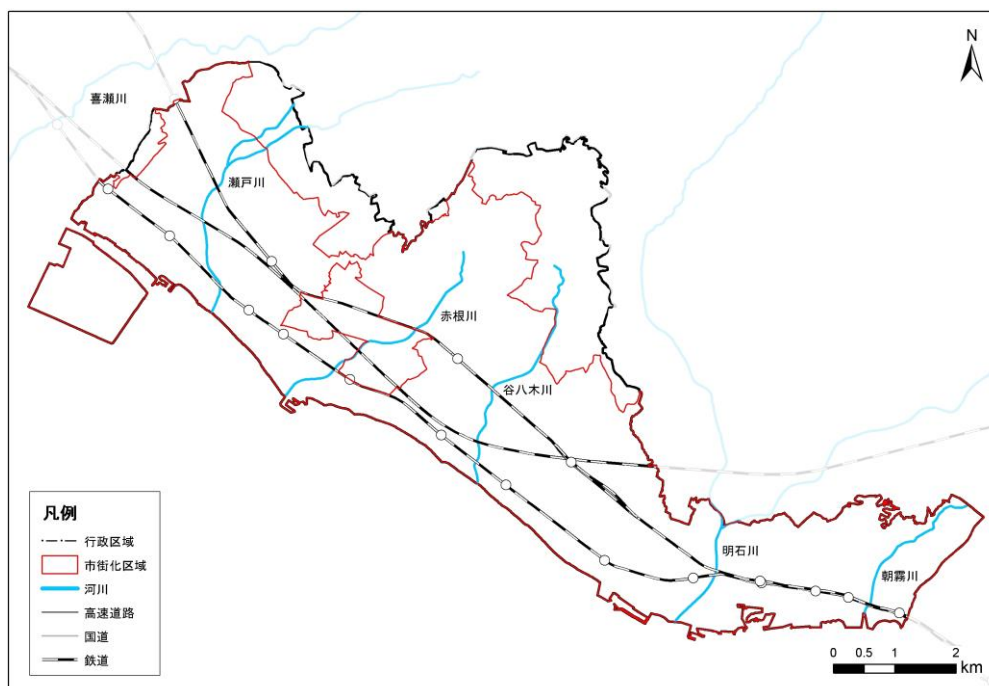 N
喜瀬川
瀬戸川
赤根川
谷八木川
明石川
朝霧川
凡例
行政区域
市街化区域
河川
高速道路
国道
鉄道
0 0.5 1 2
km